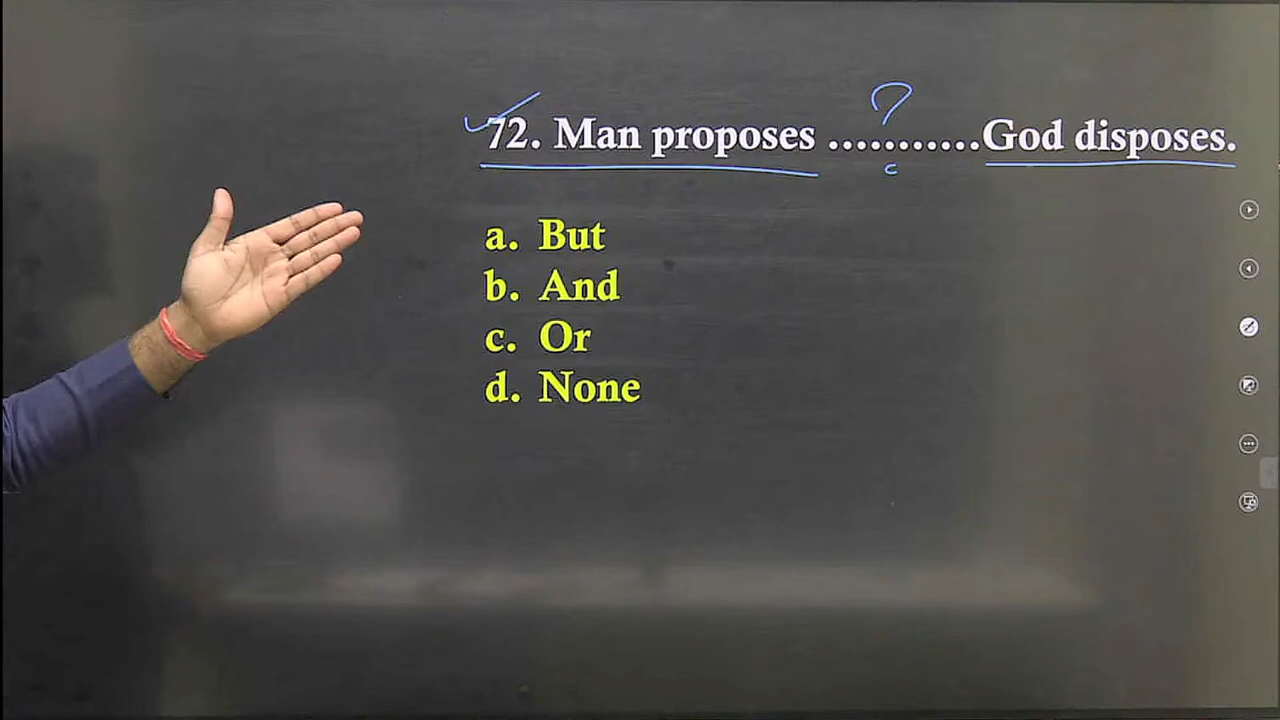 72. Man proposes ...........God disposes.
a. But
b. And
c. Or
d. None